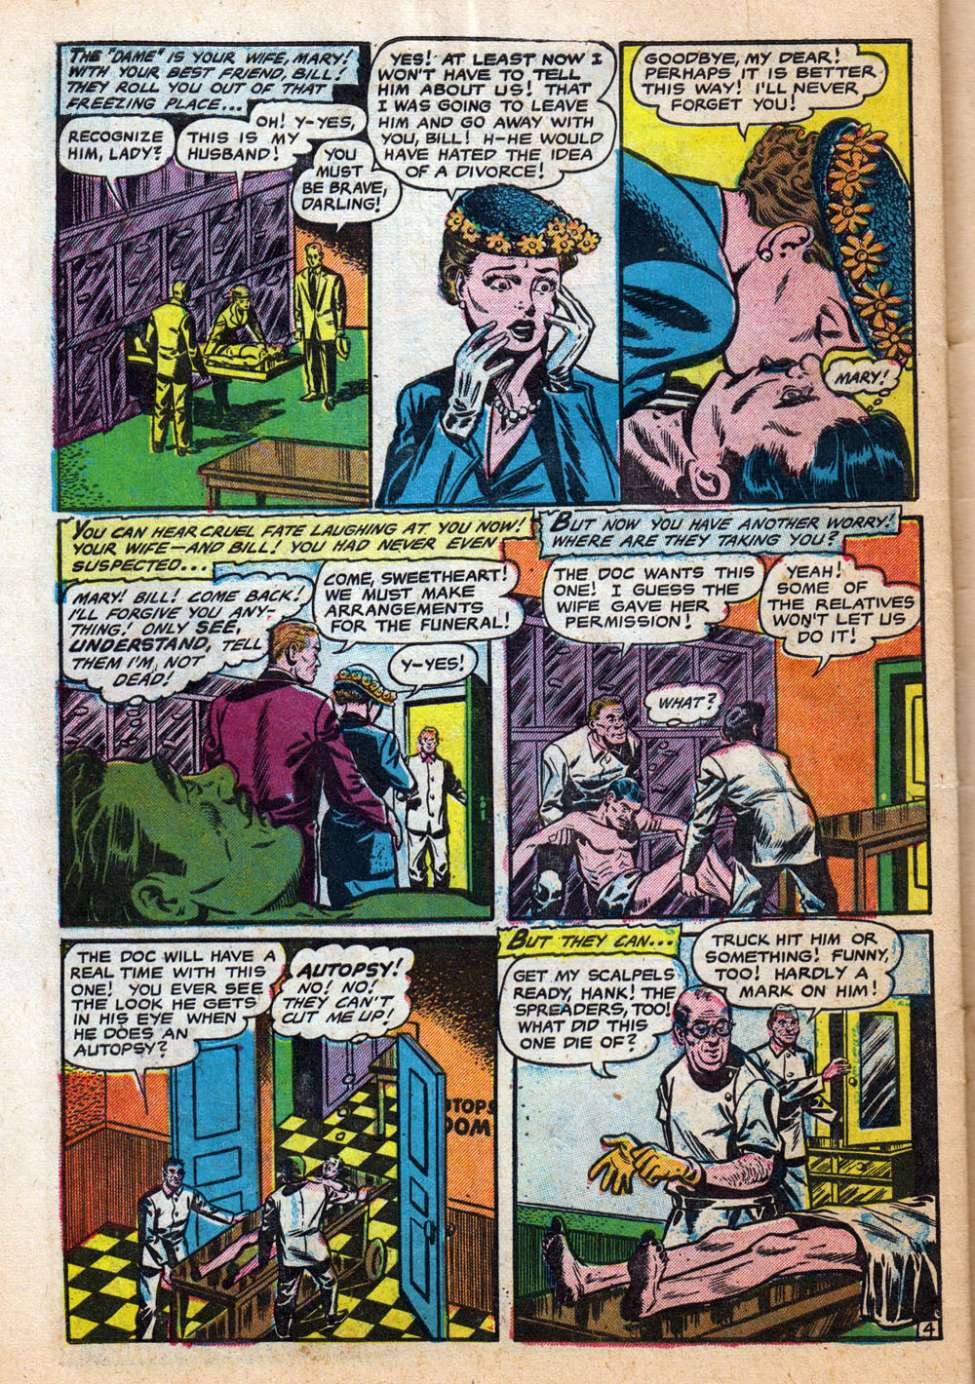 THE "DAME" IS YOUR WIFE, MARY!
WITH YOUR BEST FRIEND, BILL!
THEY ROLL YOU OUT OF THAT
FREEZING PLACE...
RECOGNIZE
HIM, LADY?
OH! Y-YES,
THIS IS MY
HUSBAND!
YOU
MUST
BE BRAVE,
DARLING!
YES! AT LEAST NOW I
WON'T HAVE TO TELL
HIM ABOUT US! THAT
I WAS GOING TO LEAVE
HIM AND GO AWAY WITH
YOU, BILL! H-HE WOULD
HAVE HATED THE IDEA
OF A DIVORCE!
GOODBYE, MY DEAR!
PERHAPS IT IS BETTER
THIS WAY! I'LL NEVER
FORGET YOU!
MARY!
YOU CAN HEAR CRUEL FATE LAUGHING AT YOU NOW!
YOUR WIFE—AND BILL! YOU HAD NEVER EVEN
SUSPECTED...
MARY! BILL! COME BACK!
I'LL FORGIVE YOU ANY-
THING! ONLY SEE,
UNDERSTAND, TELL
THEM I'M, NOT
DEAD!
COME, SWEETHEART!
WE MUST MAKE
ARRANGEMENTS
FOR THE FUNERAL!
Y-YES!
BUT NOW YOU HAVE ANOTHER WORRY!
WHERE ARE THEY TAKING YOU?
THE DOC WANTS THIS
ONE! I GUESS THE
WIFE GAVE HER
PERMISSION!
YEAH!
SOME OF
THE RELATIVES
WON'T LET US
DO IT!
WHAT?
THE DOC WILL HAVE A
REAL TIME WITH THIS
ONE! YOU EVER SEE
THE LOOK HE GETS
IN HIS EYE WHEN
HE DOES AN
AUTOPSY?
AUTOPSY!
NO! NO!
THEY CAN'T
CUT ME UP!
UTOPS
OOM
BUT THEY CAN...
GET MY SCALPELS
READY, HANK! THE
SPREADERS, TOO!
WHAT DID THIS
ONE DIE OF?
TRUCK HIT HIM OR
SOMETHING! FUNNY,
TOO! HARDLY A
MARK ON HIM!
4